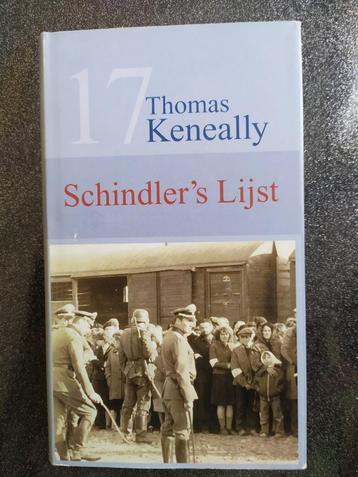 17
Thomas
Keneally
Schindler's Lijst